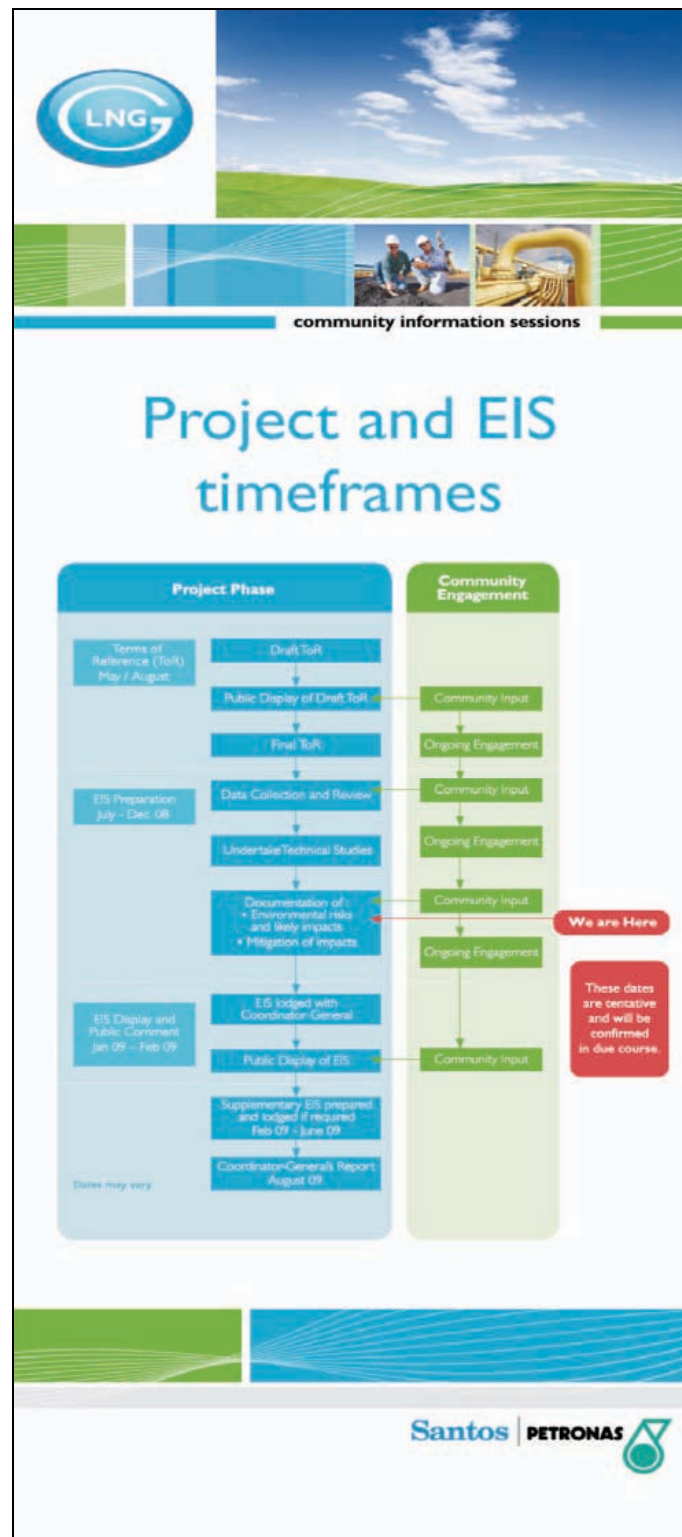 LNG
community information sessions
Project and EIS
timeframes
Project Phase
Community
Engagement
Terms of
Reference (ToR)
May / August
Draft ToR
Public Display of Draft ToR
Community Input
Final ToR
Ongoing Engagement
EIS Preparation
July - Dec. 08
Data Collection and Review
Community Input
Undertake Technical Studies
Ongoing Engagement
Documentation of :
• Environmental risks
and likely impacts
• Mitigation of impacts
Community Input
We are Here
Ongoing Engagement
These dates
are tentative
and will be
confirmed
in due course.
EIS Display and
Public Comment
Jan 09 – Feb 09
EIS lodged with
Coordinator-General
Public Display of EIS
Community Input
Supplementary EIS prepared
and lodged if required
Feb 09 - June 09
Coordinator-Generals Report
August 09
Dates may vary
Santos | PETRONAS